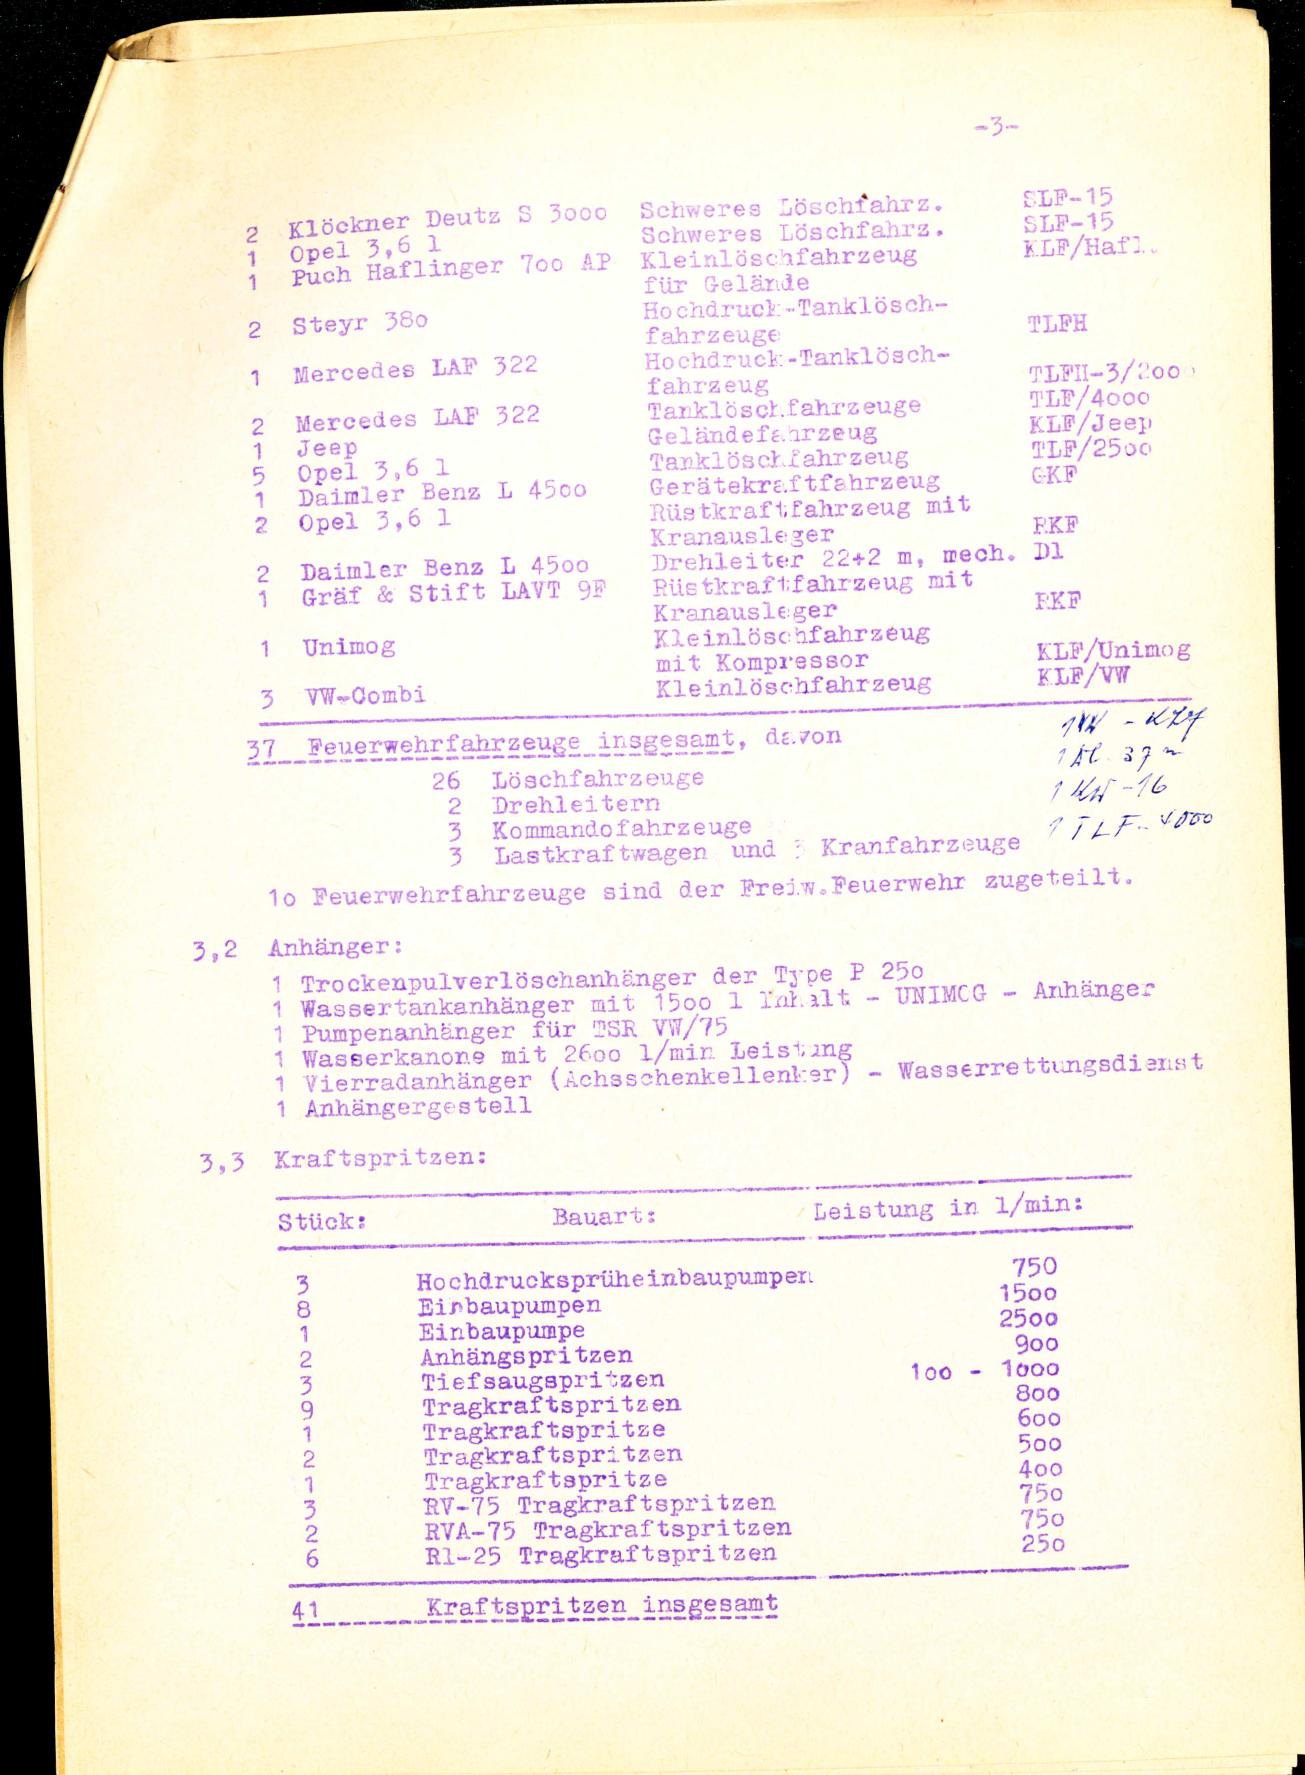 -3-
2 Klöckner Deutz S 3ooo Schweres Löschfahrz. SLF-15
1 Opel 3,6 l Schweres Löschfahrz. SLF-15
1 Puch Haflinger 7oo AP Kleinlöschfahrzeug KLF/Hafl.
für Gelände
2 Steyr 38o Hochdruck-Tanklösch-
fahrzeuge TLFH
1 Mercedes LAF 322 Hochdruck-Tanklösch-
fahrzeug TLFH-3/2ooo
2 Mercedes LAF 322 Tanklöschfahrzeuge TLF/4ooo
1 Jeep Geländefahrzeug KLF/Jeep
5 Opel 3,6 l Tanklöschfahrzeug TLF/25oo
1 Daimler Benz L 45oo Gerätekraftfahrzeug GKF
2 Opel 3,6 l Rüstkraftfahrzeug mit
Kranausleger RKF
2 Daimler Benz L 45oo Drehleiter 22+2 m, mech. Dl
1 Gräf & Stift LAVT 9F Rüstkraftfahrzeug mit
Kranausleger RKF
1 Unimog Kleinlöschfahrzeug
mit Kompressor KLF/Unimog
3 VW-Combi Kleinlöschfahrzeug KLF/VW
37 Feuerwehrfahrzeuge insgesamt, davon
26 Löschfahrzeuge
2 Drehleitern
3 Kommandofahrzeuge
3 Lastkraftwagen und 3 Kranfahrzeuge
37 m
1 KW-16
1 TLF-4000
1o Feuerwehrfahrzeuge sind der Freiw.Feuerwehr zugeteilt.
3,2 Anhänger:
1 Trockenpulverlöschanhänger der Type P 25o
1 Wassertankanhänger mit 15oo l Inhalt - UNIMOG - Anhänger
1 Pumpenanhänger für TSR VW/75
1 Wasserkanone mit 26oo l/min Leistung
1 Vierradanhänger (Achsschenkellenker) - Wasserrettungsdienst
1 Anhängergestell
3,3 Kraftspritzen:
Stück: Bauart: Leistung in l/min:
3 Hochdrucksprüheinbaupumpen 75o
8 Einbaupumpen 15oo
1 Einbaupumpe 25oo
2 Anhängspritzen 9oo
3 Tiefsaugspritzen 1oo - 1ooo
9 Tragkraftspritzen 8oo
1 Tragkraftspritze 6oo
2 Tragkraftspritzen 5oo
1 Tragkraftspritze 4oo
3 RV-75 Tragkraftspritzen 75o
2 RVA-75 Tragkraftspritzen 75o
6 Rl-25 Tragkraftspritzen 25o
41 Kraftspritzen insgesamt